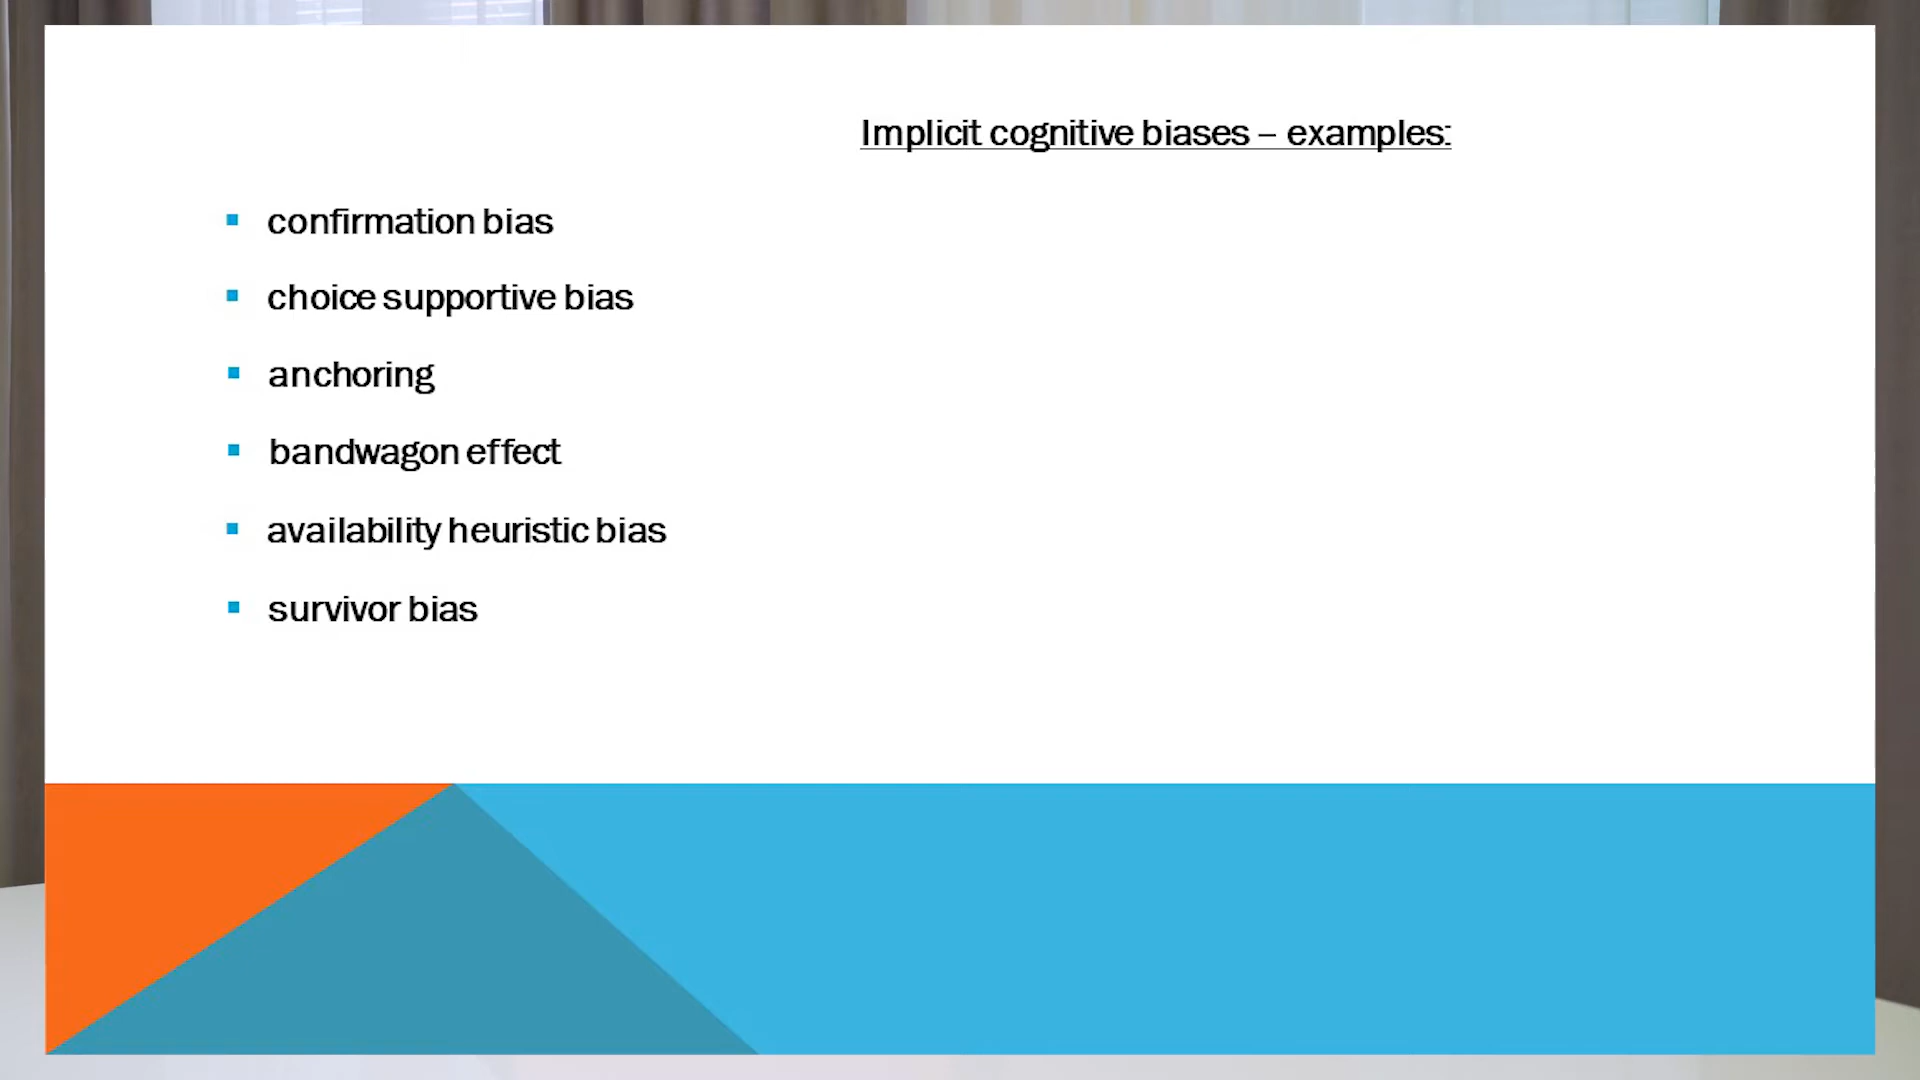 Implicit cognitive biases – examples:
confirmation bias
choice supportive bias
anchoring
bandwagon effect
availability heuristic bias
survivor bias